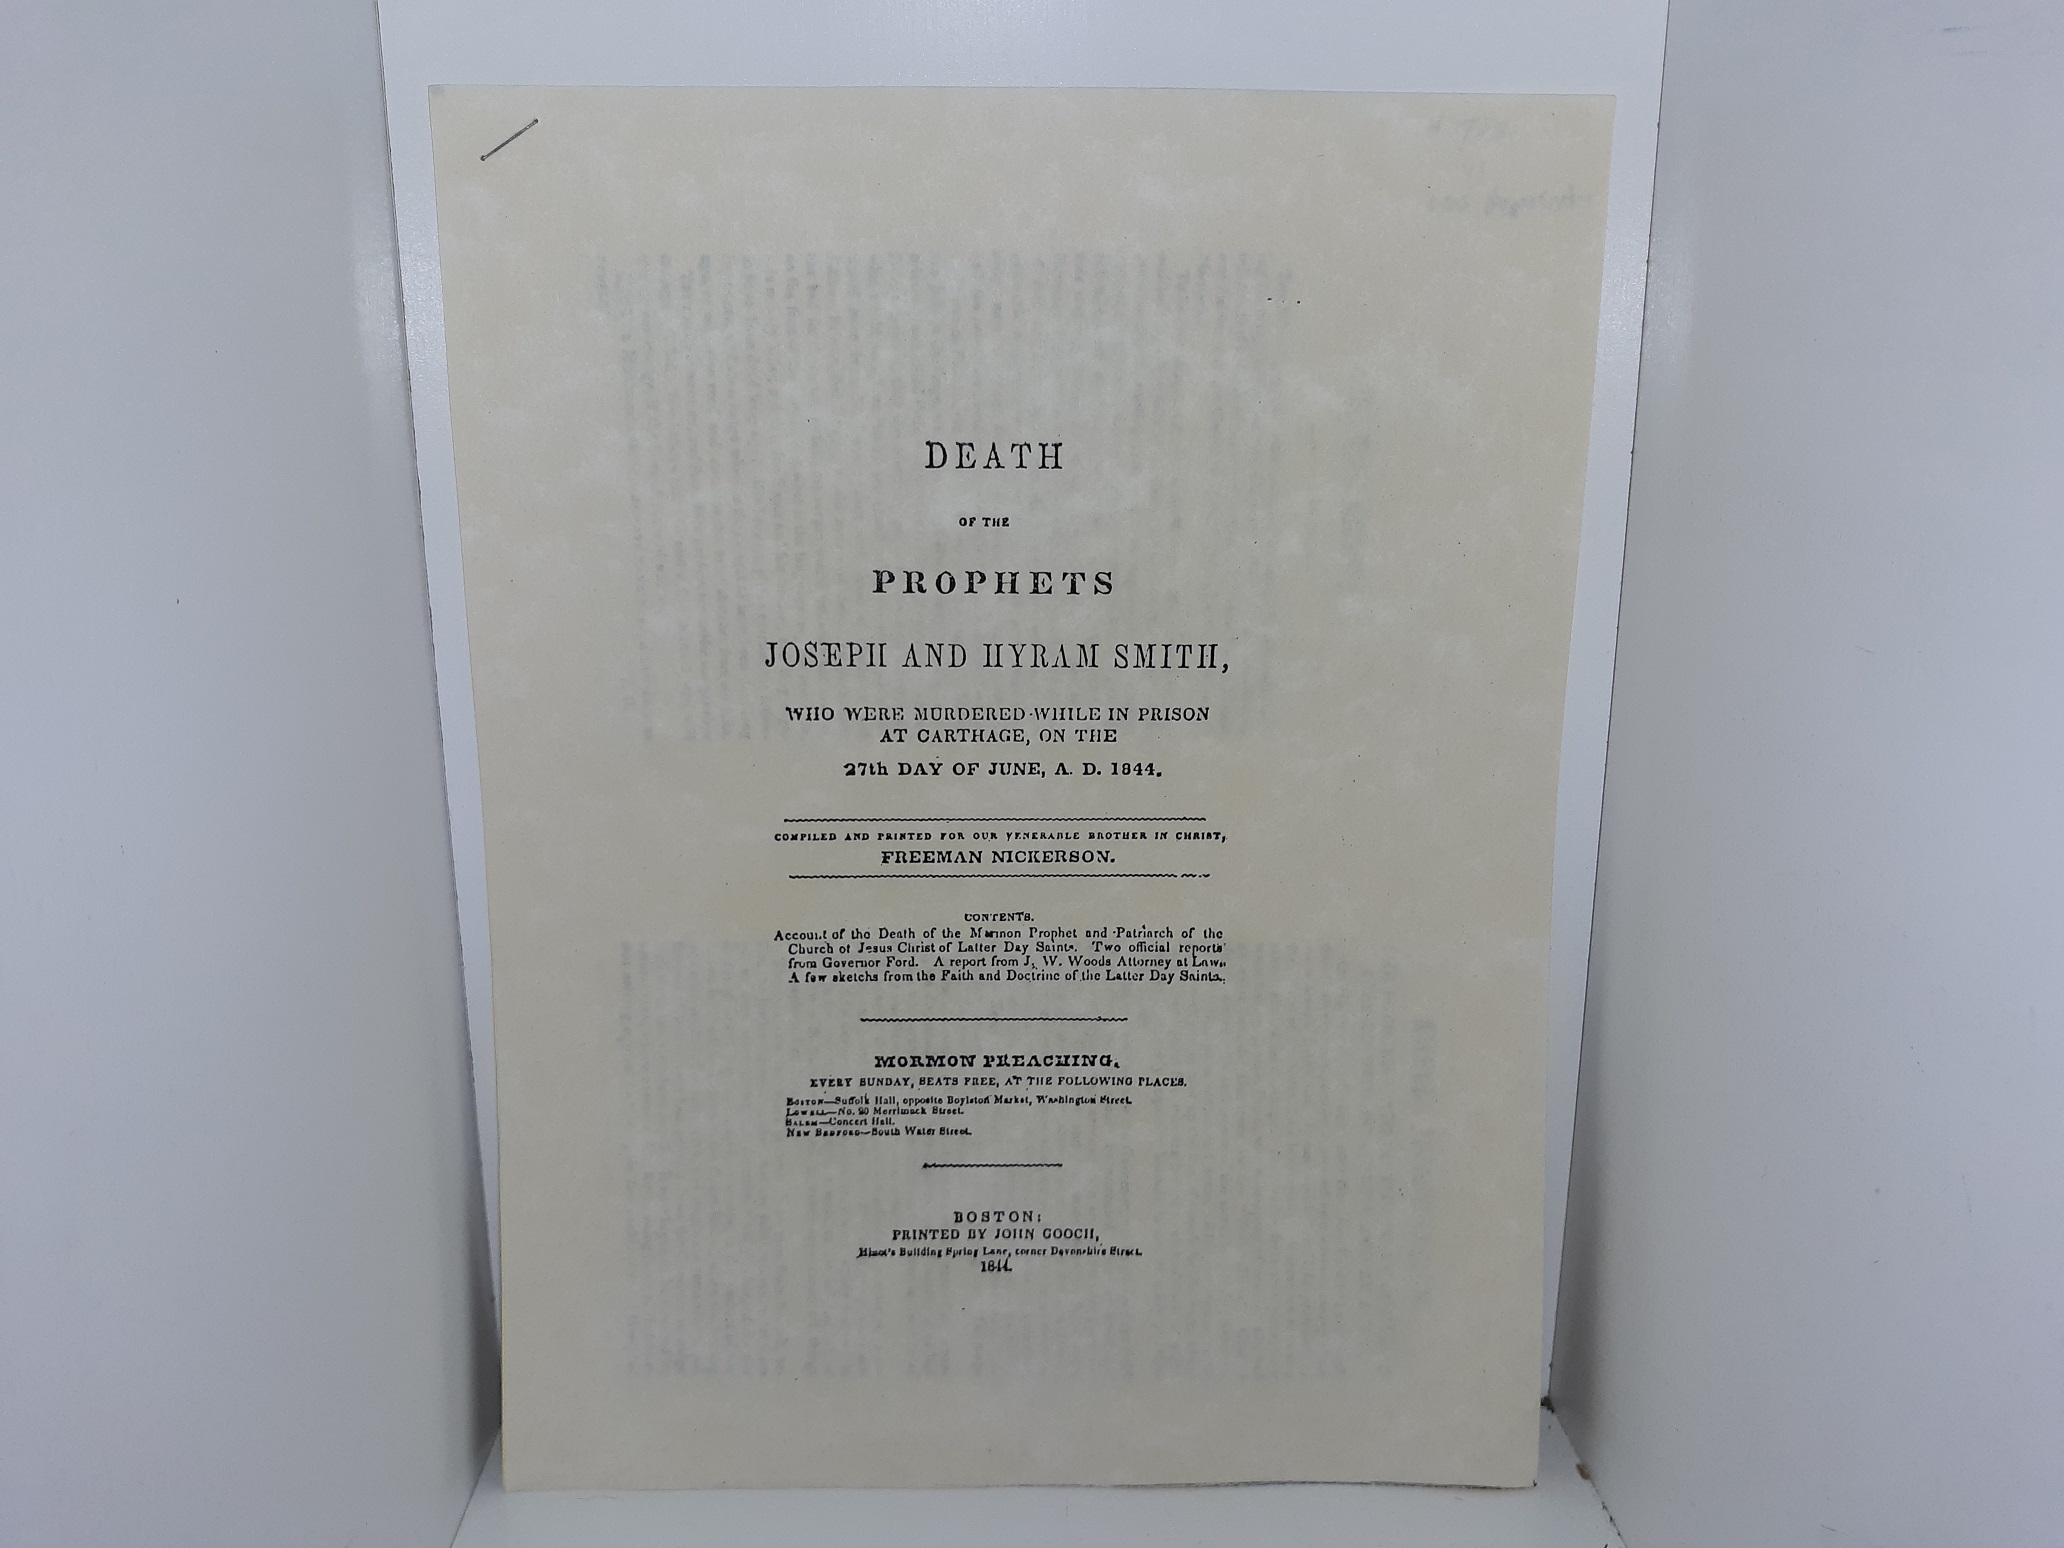 DEATH
OF THE
PROPHETS
JOSEPH AND HYRAM SMITH,
WHO WERE MURDERED WHILE IN PRISON
AT CARTHAGE, ON THE
27th DAY OF JUNE, A. D. 1844.
COMPILED AND PRINTED FOR OUR VENERABLE BROTHER IN CHRIST,
FREEMAN NICKERSON.
CONTENTS.
Account of the Death of the Mormon Prophet and Patriarch of the
Church of Jesus Christ of Latter Day Saints. Two official reports
from Governor Ford. A report from J. W. Woods Attorney at Law.
A few sketchs from the Faith and Doctrine of the Latter Day Saints.
MORMON PREACHING,
EVERY SUNDAY, SEATS FREE, AT THE FOLLOWING PLACES.
BOSTON—Suffolk Hall, opposite Boylston Market, Washington Street.
LOWELL—No. 20 Merrimack Street.
SALEM—Concert Hall.
NEW BEDFORD—South Water Street.
BOSTON:
PRINTED BY JOHN GOOCH,
Minot's Building Spring Lane, corner Devonshire Street.
1844.